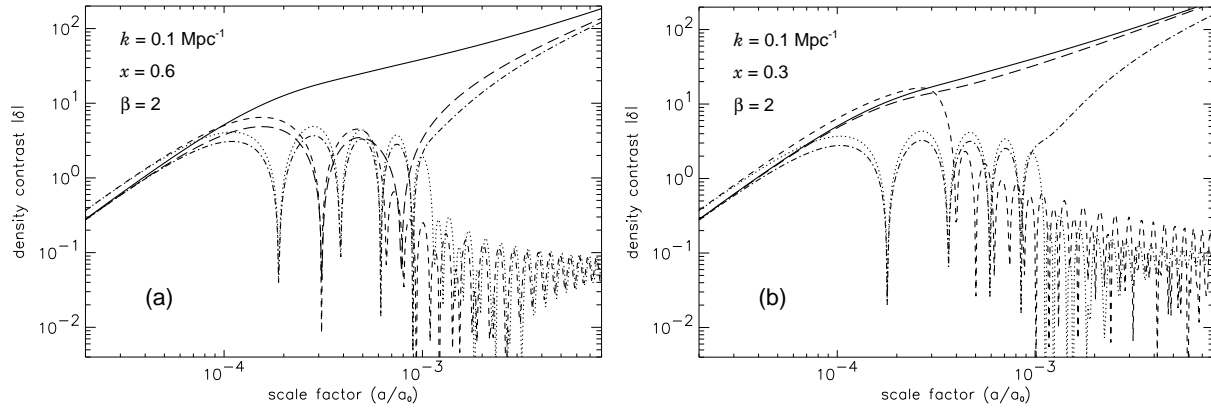 10²
k = 0.1 Mpc⁻¹
x = 0.6
β = 2
10¹
10⁰
10⁻¹
10⁻²
density contrast |δ|
(a)
10⁻⁴
10⁻³
scale factor (a/a₀)
10²
k = 0.1 Mpc⁻¹
x = 0.3
β = 2
10¹
10⁰
10⁻¹
10⁻²
density contrast |δ|
(b)
10⁻⁴
10⁻³
scale factor (a/a₀)